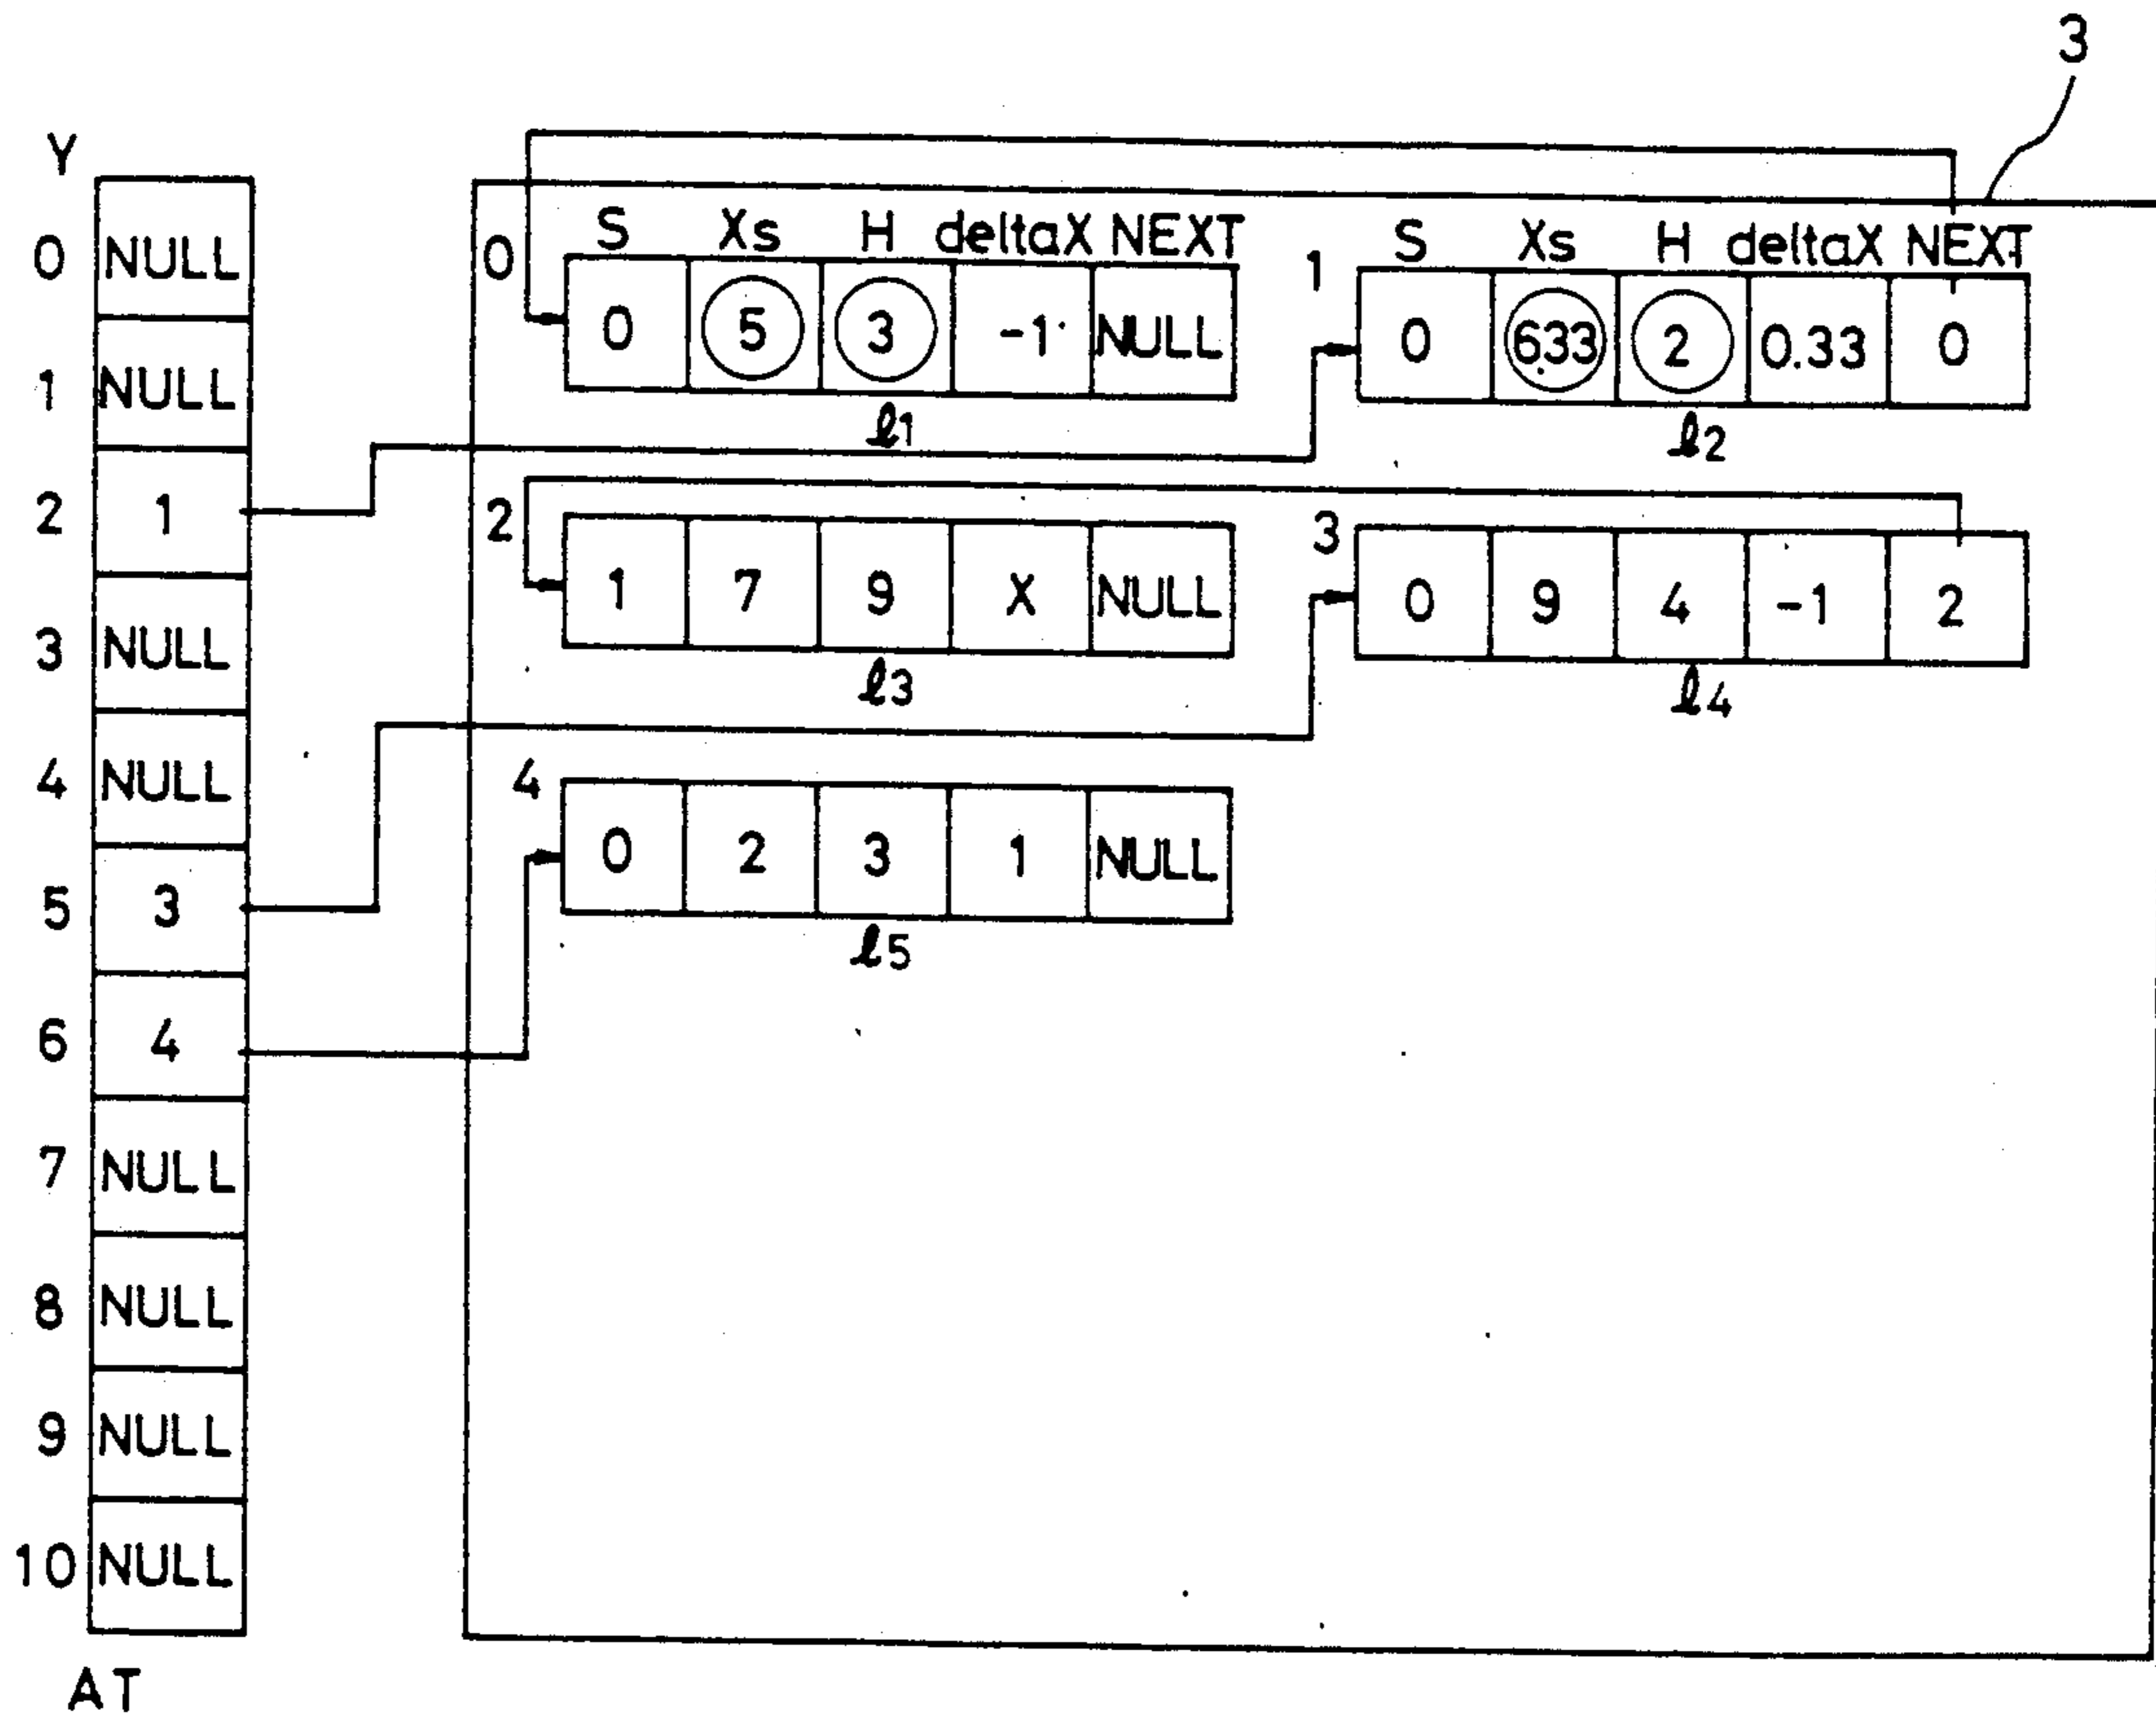 3
Y
0 NULL
1 NULL
2 1
3 NULL
4 NULL
5 3
6 4
7 NULL
8 NULL
9 NULL
10 NULL
AT
0
S Xs H deltaX NEXT
0 5 3 -1 NULL
ℓ1
1
S Xs H deltaX NEXT
0 6.33 2 0.33 0
ℓ2
2
1 7 9 X NULL
ℓ3
3
0 9 4 -1 2
ℓ4
4
0 2 3 1 NULL
ℓ5